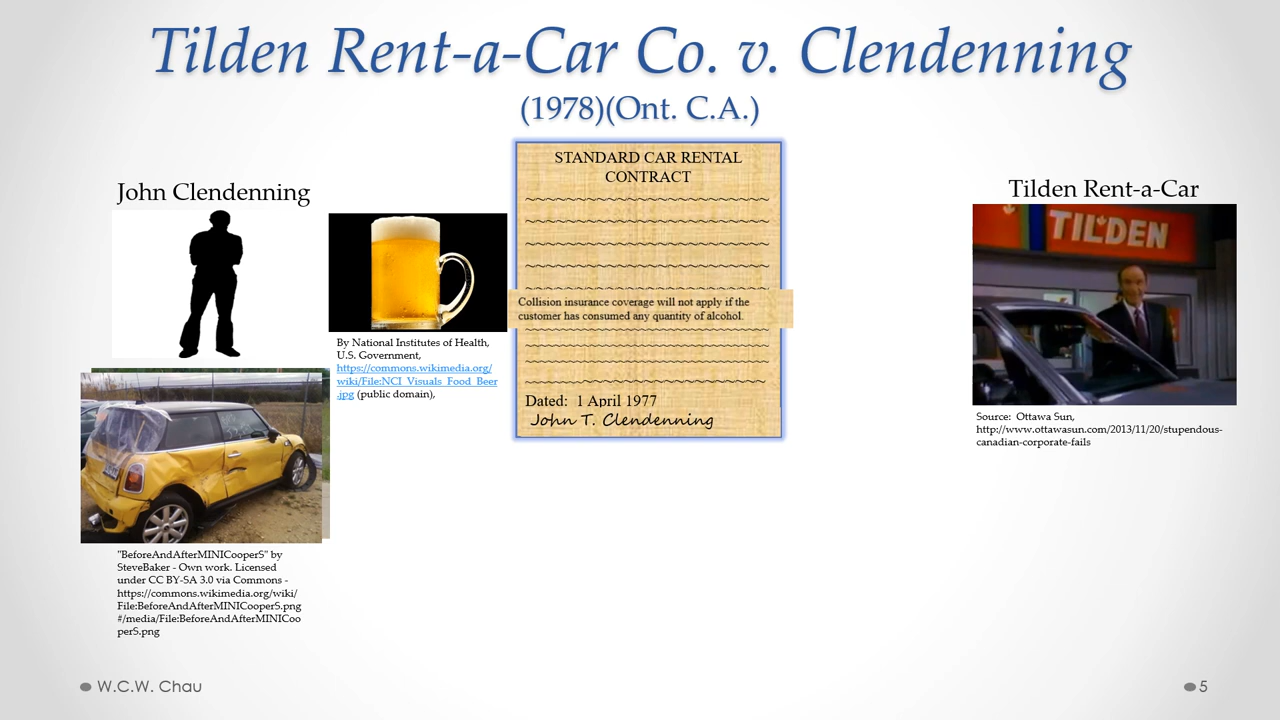 Tilden Rent-a-Car Co. v. Clendenning
(1978)(Ont. C.A.)
John Clendenning
By National Institutes of Health,
U.S. Government,
https://commons.wikimedia.org/
wiki/File:NCI_Visuals_Food_Beer
.jpg (public domain),
"BeforeAndAfterMINICooperS" by
SteveBaker - Own work. Licensed
under CC BY-SA 3.0 via Commons -
https://commons.wikimedia.org/wiki/
File:BeforeAndAfterMINICooperS.png
#/media/File:BeforeAndAfterMINICoo
perS.png
STANDARD CAR RENTAL
CONTRACT
Collision insurance coverage will not apply if the
customer has consumed any quantity of alcohol.
Dated: 1 April 1977
John T. Clendenning
Tilden Rent-a-Car
TILDEN
Source: Ottawa Sun,
http://www.ottawasun.com/2013/11/20/stupendous-
canadian-corporate-fails
W.C.W. Chau
5